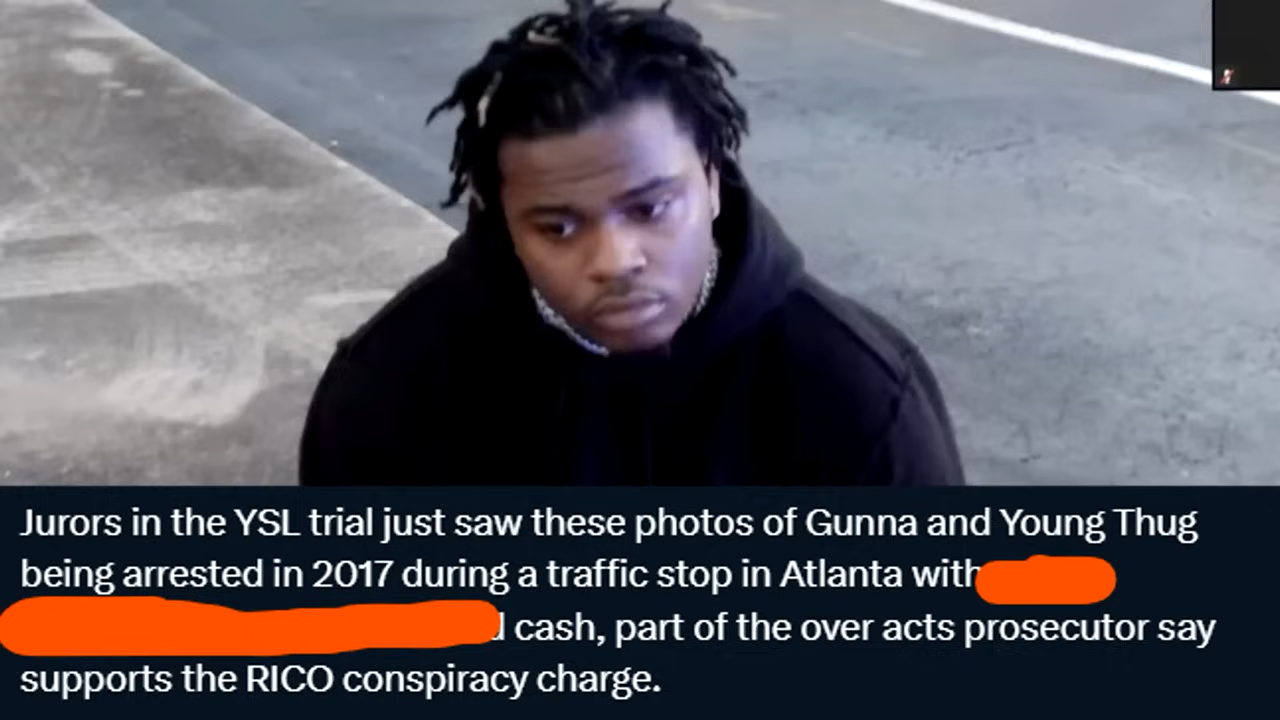 Jurors in the YSL trial just saw these photos of Gunna and Young Thug
being arrested in 2017 during a traffic stop in Atlanta with
cash, part of the over acts prosecutor say
supports the RICO conspiracy charge.